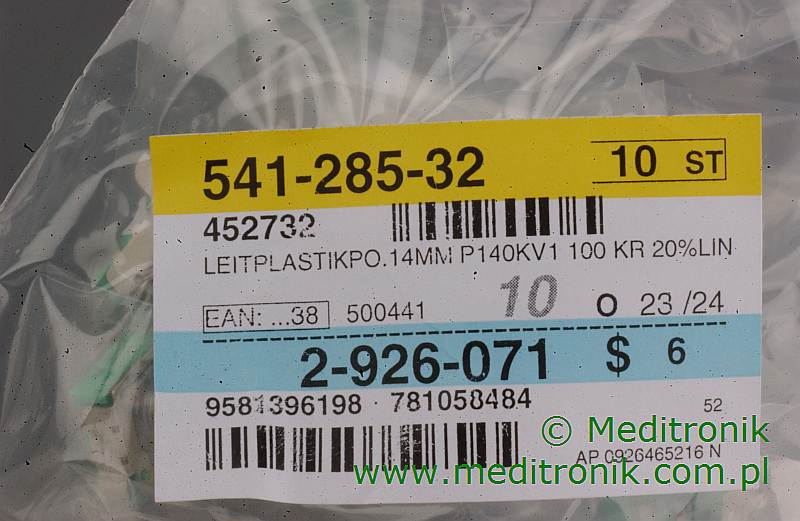 541-285-32 10 ST
452732
LEITPLASTIKPO.14MM P140KV1 100 KR 20%LIN
EAN: ...38 500441 10 O 23 /24
2-926-071 $ 6
9581396198 · 781058484 52
© Meditronik
AP 0926465216 N
www.meditronik.com.pl